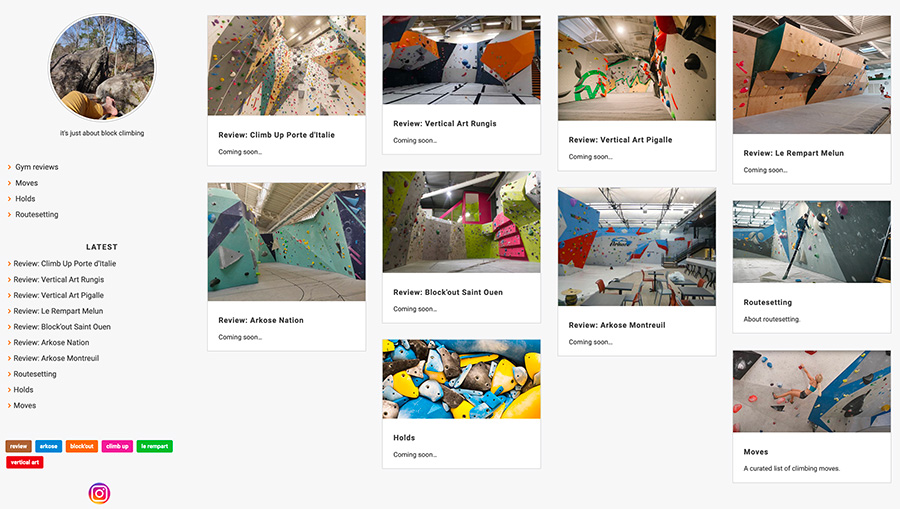 it's just about block climbing
Gym reviews
Moves
Holds
Routesetting
LATEST
Review: Climb Up Porte d'Italie
Review: Vertical Art Rungis
Review: Vertical Art Pigalle
Review: Le Rempart Melun
Review: Block'out Saint Ouen
Review: Arkose Nation
Review: Arkose Montreuil
Routesetting
Holds
Moves
review
arkose
block'out
climb up
le rempart
vertical art
Review: Climb Up Porte d'Italie
Coming soon...
Review: Vertical Art Rungis
Coming soon...
Review: Vertical Art Pigalle
Coming soon...
Review: Le Rempart Melun
Coming soon...
Review: Arkose Nation
Coming soon...
Review: Block'out Saint Ouen
Coming soon...
Review: Arkose Montreuil
Coming soon...
Routesetting
About routesetting.
Holds
Coming soon...
Moves
A curated list of climbing moves.